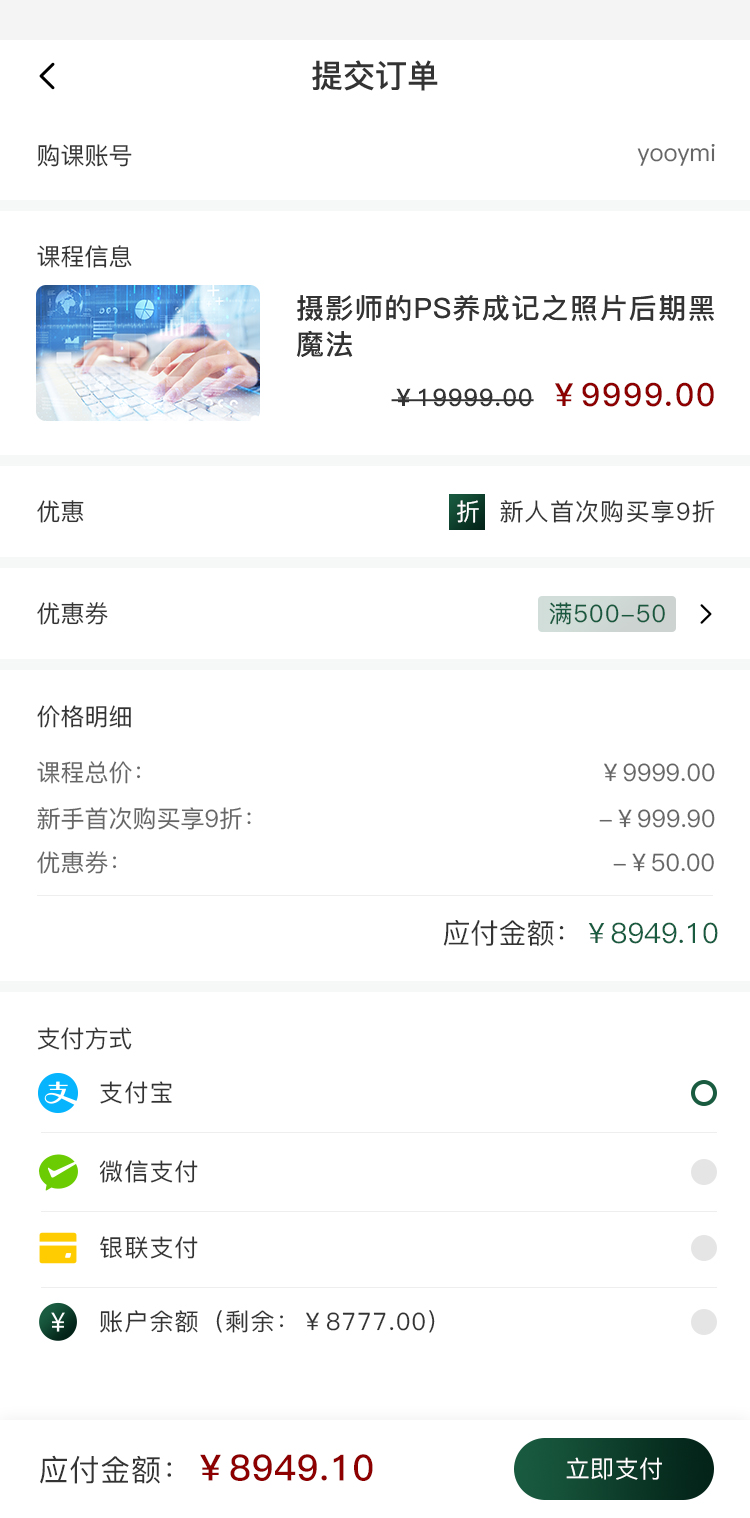 提交订单
购课账号 yooymi
课程信息
摄影师的PS养成记之照片后期黑
魔法
¥19999.00 ¥9999.00
优惠 折 新人首次购买享9折
优惠券 满500-50
价格明细
课程总价： ¥9999.00
新手首次购买享9折： -¥999.90
优惠券： -¥50.00
应付金额： ¥8949.10
支付方式
支 支付宝
微信支付
银联支付
¥ 账户余额（剩余：¥8777.00）
应付金额： ¥8949.10 立即支付